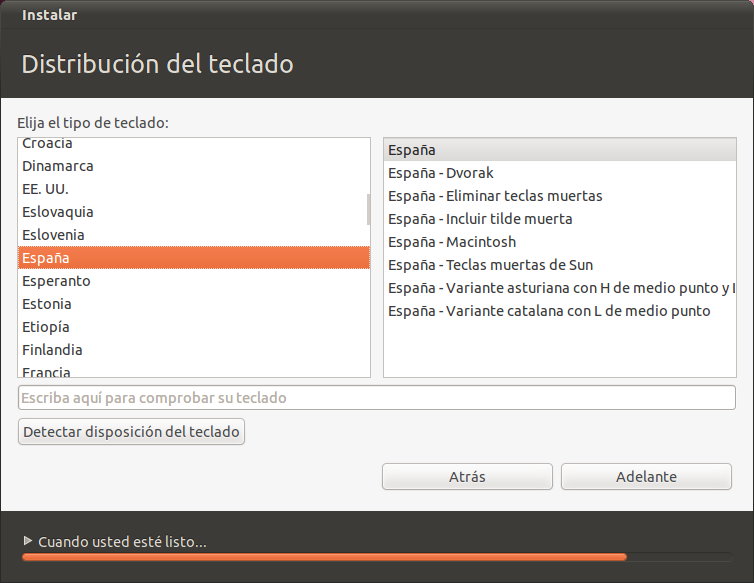 Instalar
Distribución del teclado
Elija el tipo de teclado:
Croacia
Dinamarca
EE. UU.
Eslovaquia
Eslovenia
España
Esperanto
Estonia
Etiopía
Finlandia
Francia
España
España - Dvorak
España - Eliminar teclas muertas
España - Incluir tilde muerta
España - Macintosh
España - Teclas muertas de Sun
España - Variante asturiana con H de medio punto y
España - Variante catalana con L de medio punto
Escriba aquí para comprobar su teclado
Detectar disposición del teclado
Atrás
Adelante
Cuando usted esté listo...